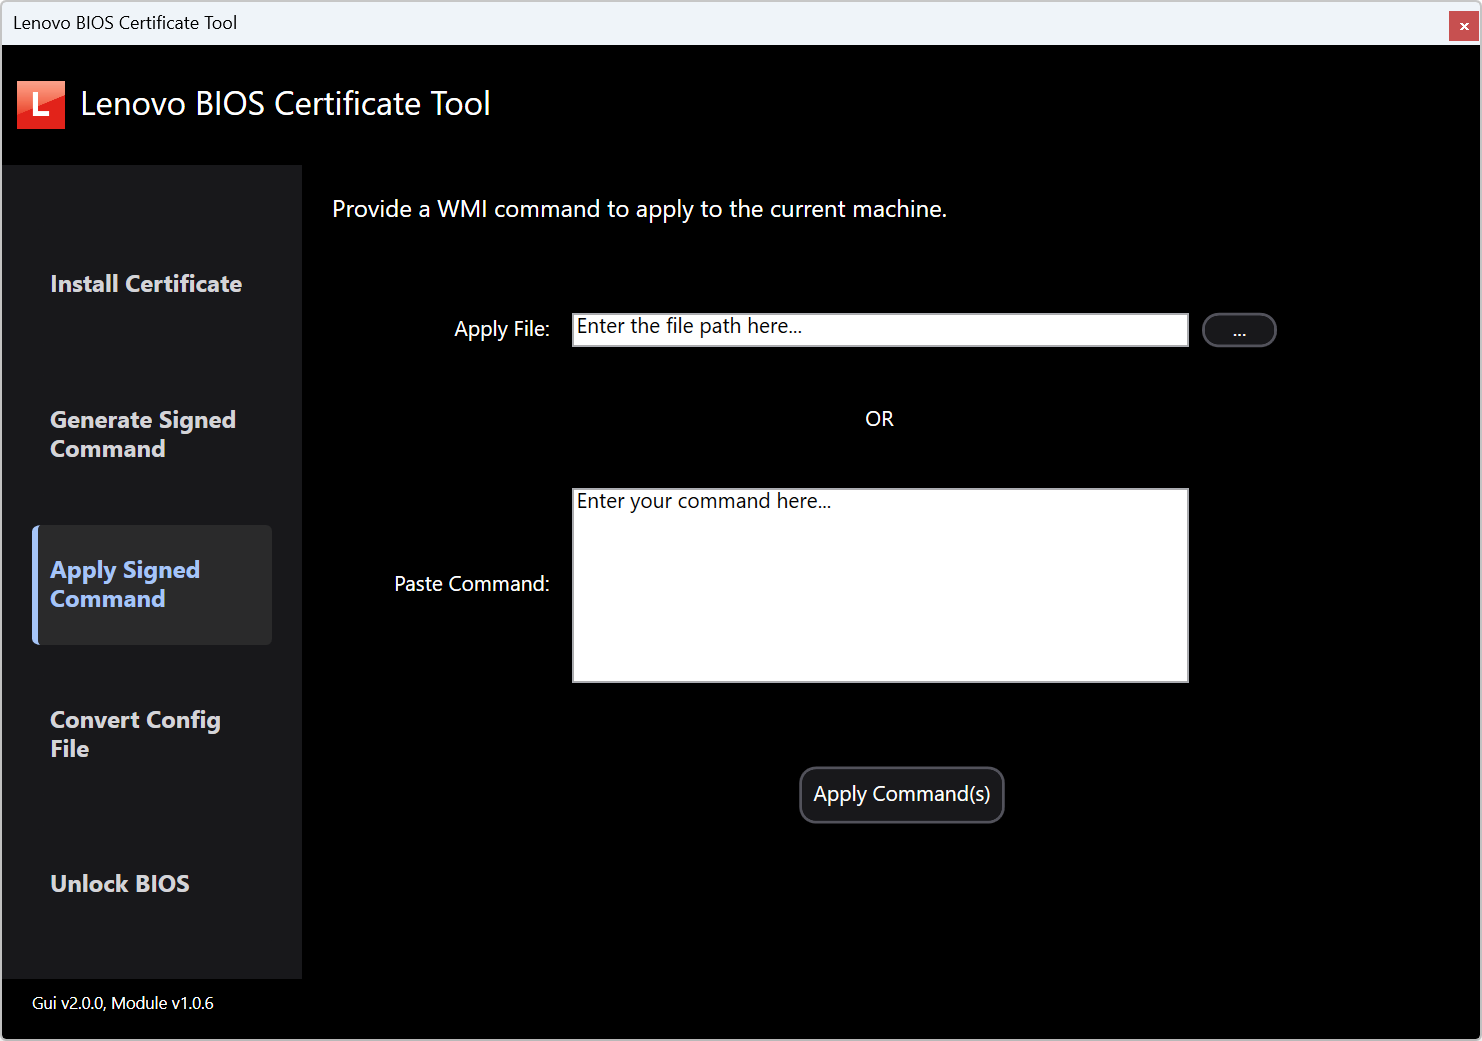 Lenovo BIOS Certificate Tool
x
L
Lenovo BIOS Certificate Tool
Install Certificate
Generate Signed
Command
Apply Signed
Command
Convert Config
File
Unlock BIOS
Provide a WMI command to apply to the current machine.
Apply File:
Enter the file path here...
...
OR
Paste Command:
Enter your command here...
Apply Command(s)
Gui v2.0.0, Module v1.0.6